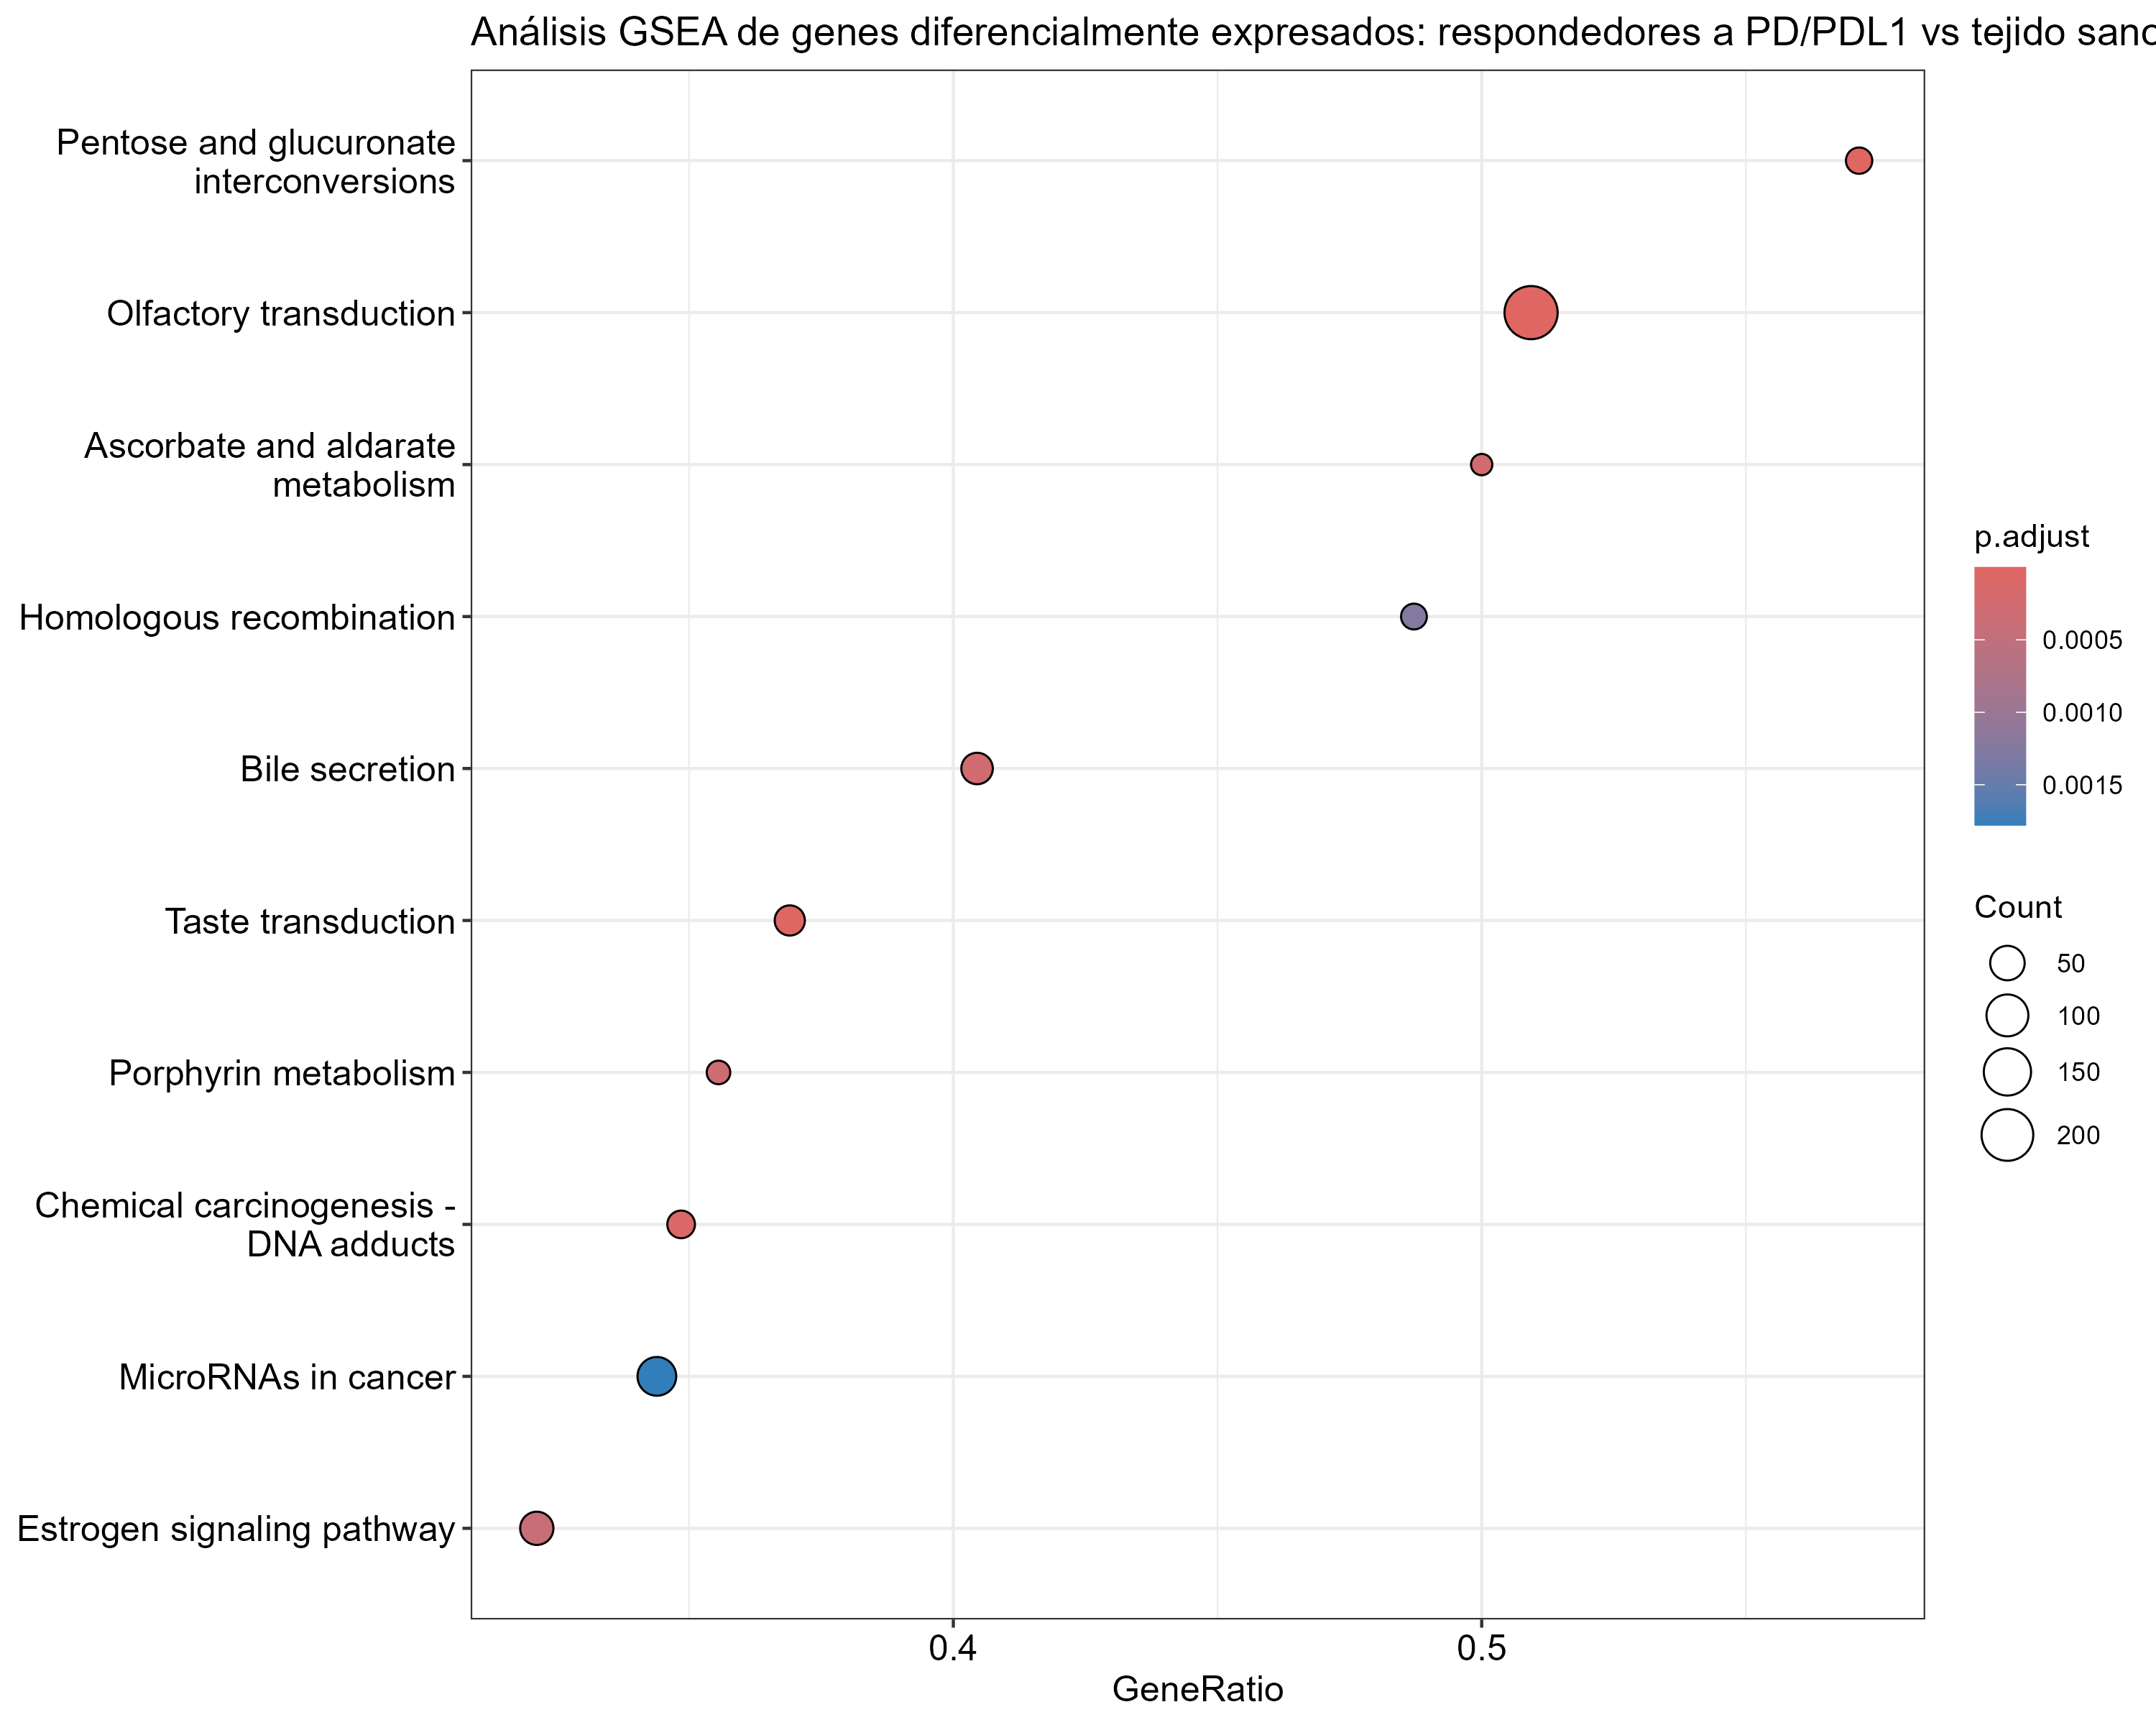 Análisis GSEA de genes diferencialmente expresados: respondedores a PD/PDL1 vs tejido sano
Pentose and glucuronate
interconversions
Olfactory transduction
Ascorbate and aldarate
metabolism
Homologous recombination
Bile secretion
Taste transduction
Porphyrin metabolism
Chemical carcinogenesis -
DNA adducts
MicroRNAs in cancer
Estrogen signaling pathway
0.4
0.5
GeneRatio
p.adjust
0.0005
0.0010
0.0015
Count
50
100
150
200